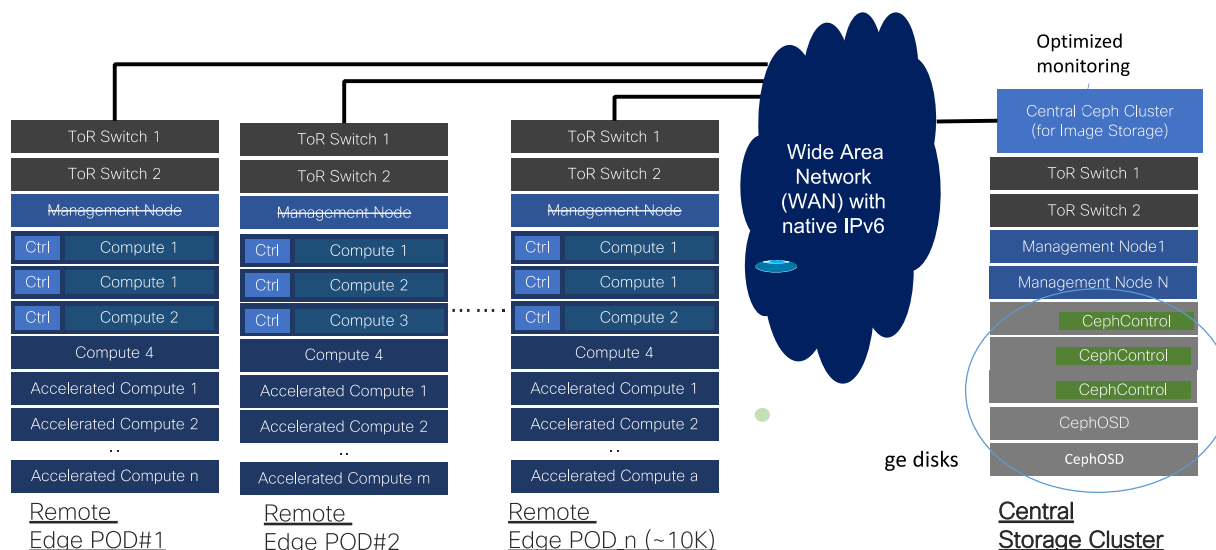 Optimized
monitoring
Central Ceph Cluster
(for Image Storage)
Wide Area
Network
(WAN) with
native IPv6
ToR Switch 1
ToR Switch 2
Management Node
Ctrl Compute 1
Ctrl Compute 1
Ctrl Compute 2
Compute 4
Accelerated Compute 1
Accelerated Compute 2
..
Accelerated Compute n
Remote
Edge POD#1
ToR Switch 1
ToR Switch 2
Management Node
Ctrl Compute 1
Ctrl Compute 2
Ctrl Compute 3
Compute 4
Accelerated Compute 1
Accelerated Compute 2
..
Accelerated Compute m
Remote
Edge POD#2
........
ToR Switch 1
ToR Switch 2
Management Node
Ctrl Compute 1
Ctrl Compute 1
Ctrl Compute 2
Compute 4
Accelerated Compute 1
Accelerated Compute 2
..
Accelerated Compute a
Remote
Edge POD_n (~10K)
ToR Switch 1
ToR Switch 2
Management Node1
Management Node N
CephControl
CephControl
CephControl
CephOSD
CephOSD
ge disks
Central
Storage Cluster